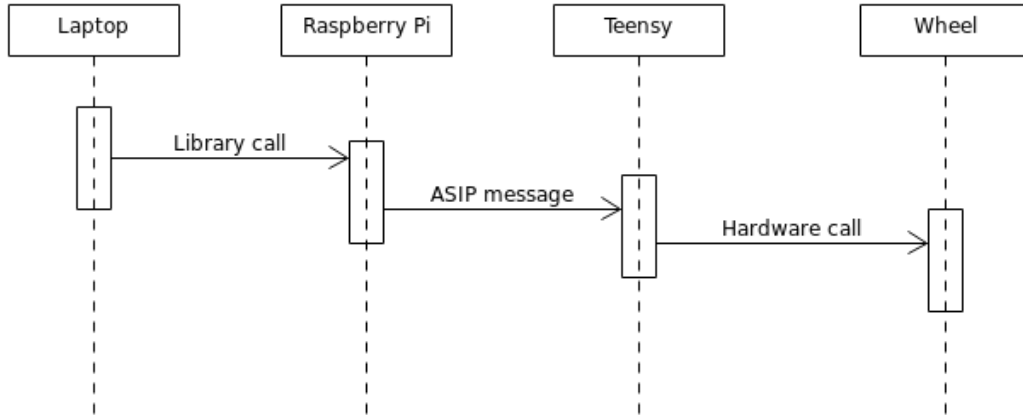 Laptop
Raspberry Pi
Teensy
Wheel
Library call
ASIP message
Hardware call